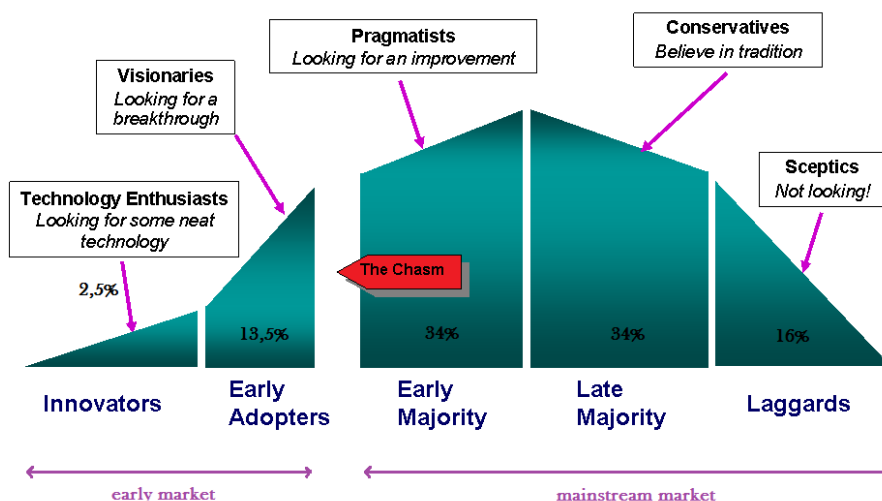 Technology Enthusiasts
Looking for some neat
technology
Visionaries
Looking for a
breakthrough
Pragmatists
Looking for an improvement
Conservatives
Believe in tradition
Sceptics
Not looking!
The Chasm
2,5%
13,5%
34%
34%
16%
Innovators
Early
Adopters
Early
Majority
Late
Majority
Laggards
early market
mainstream market